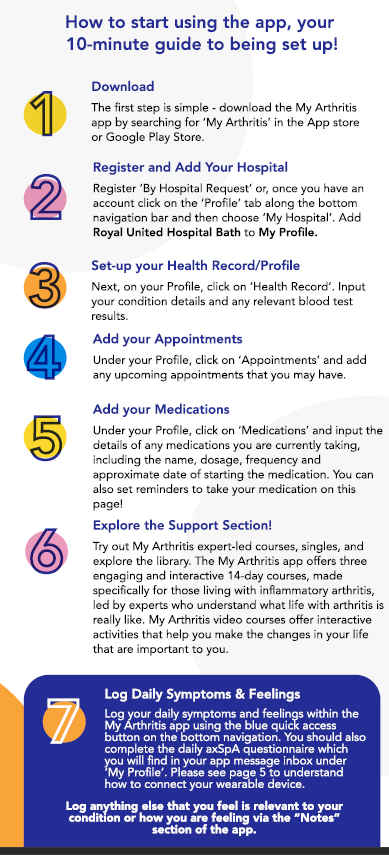 How to start using the app, your
10-minute guide to being set up!
1
Download
The first step is simple - download the My Arthritis
app by searching for ‘My Arthritis’ in the App store
or Google Play Store.
2
Register and Add Your Hospital
Register ‘By Hospital Request’ or, once you have an
account click on the ‘Profile’ tab along the bottom
navigation bar and then choose ‘My Hospital’. Add
Royal United Hospital Bath to My Profile.
3
Set-up your Health Record/Profile
Next, on your Profile, click on ‘Health Record’. Input
your condition details and any relevant blood test
results.
4
Add your Appointments
Under your Profile, click on ‘Appointments’ and add
any upcoming appointments that you may have.
5
Add your Medications
Under your Profile, click on ‘Medications’ and input the
details of any medications you are currently taking,
including the name, dosage, frequency and
approximate date of starting the medication. You can
also set reminders to take your medication on this
page!
6
Explore the Support Section!
Try out My Arthritis expert-led courses, singles, and
explore the library. The My Arthritis app offers three
engaging and interactive 14-day courses, made
specifically for those living with inflammatory arthritis,
led by experts who understand what life with arthritis is
really like. My Arthritis video courses offer interactive
activities that help you make the changes in your life
that are important to you.
7
Log Daily Symptoms & Feelings
Log your daily symptoms and feelings within the
My Arthritis app using the blue quick access
button on the bottom navigation. You should also
complete the daily axSpA questionnaire which
you will find in your app message inbox under
‘My Profile’. Please see page 5 to understand
how to connect your wearable device.
Log anything else that you feel is relevant to your
condition or how you are feeling via the “Notes”
section of the app.